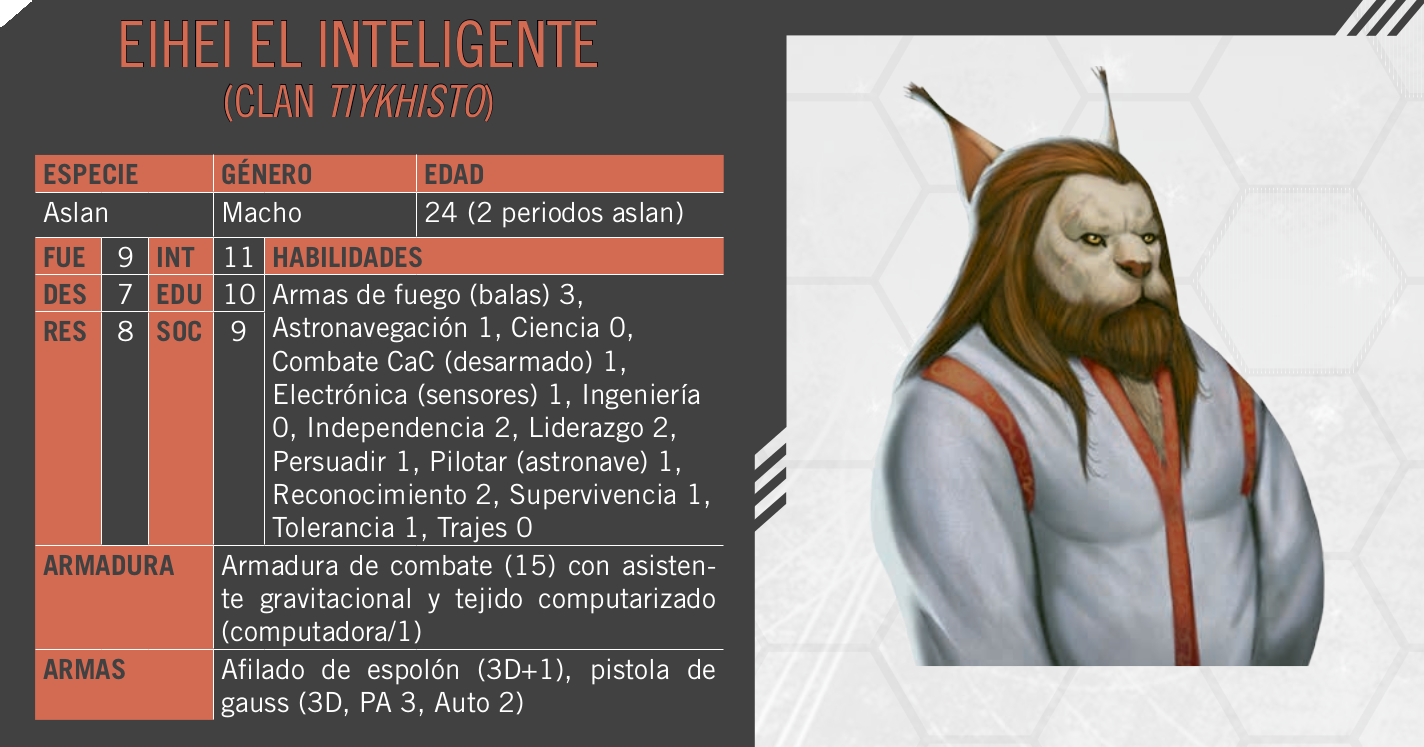 EIHEI EL INTELIGENTE
(CLAN TIYKHISTO)
ESPECIE GÉNERO EDAD
Aslan Macho 24 (2 periodos aslan)
FUE 9 INT 11 HABILIDADES
DES 7 EDU 10 Armas de fuego (balas) 3,
RES 8 SOC 9 Astronavegación 1, Ciencia 0,
Combate CaC (desarmado) 1,
Electrónica (sensores) 1, Ingeniería
0, Independencia 2, Liderazgo 2,
Persuadir 1, Pilotar (astronave) 1,
Reconocimiento 2, Supervivencia 1,
Tolerancia 1, Trajes 0
ARMADURA Armadura de combate (15) con asisten-
te gravitacional y tejido computarizado
(computadora/1)
ARMAS Afilado de espolón (3D+1), pistola de
gauss (3D, PA 3, Auto 2)